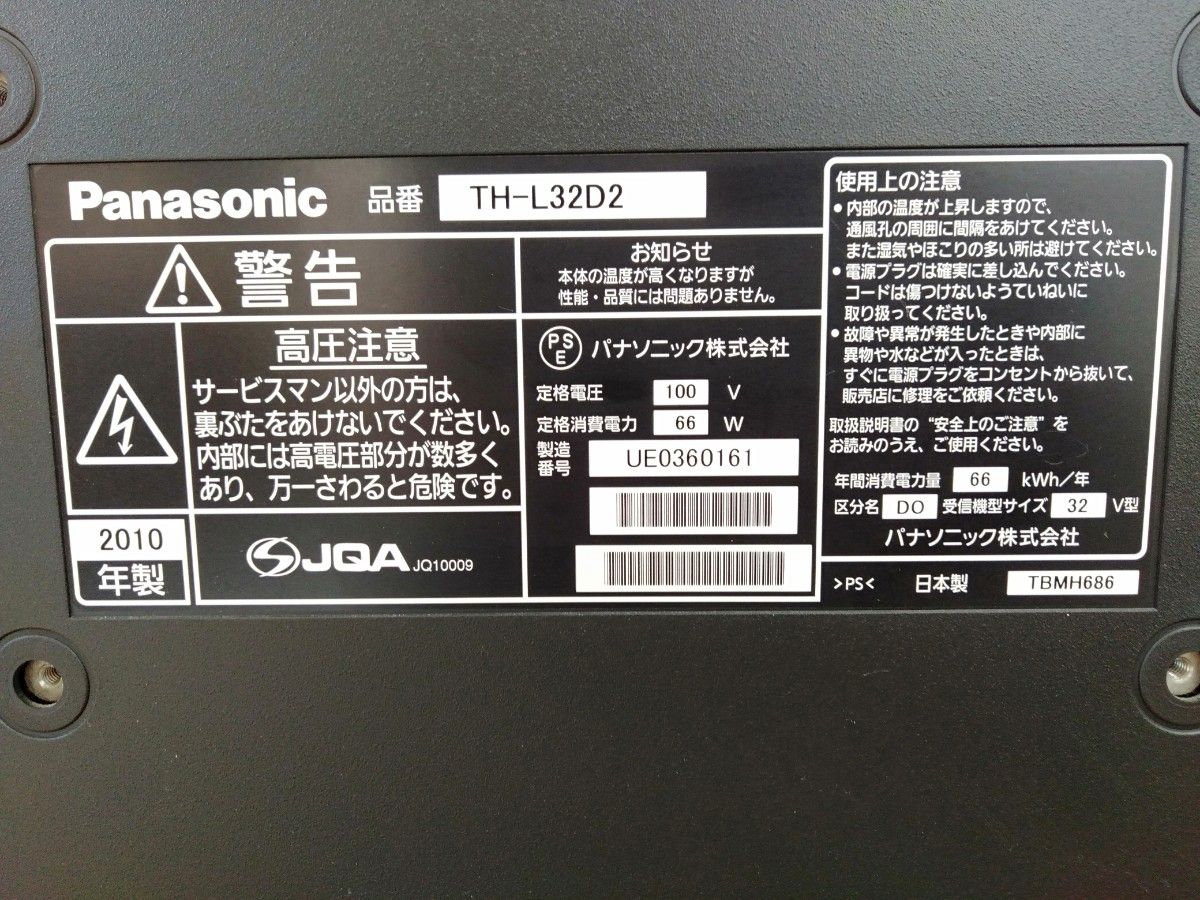 Panasonic 品番 TH-L32D2
警告
高圧注意
サービスマン以外の方は、
裏ぶたをあけないでください。
内部には高電圧部分が数多く
あり、万一さわると危険です。
2010
年製
JQA JQ10009
お知らせ
本体の温度が高くなりますが
性能・品質には問題ありません。
PSE パナソニック株式会社
定格電圧 100 V
定格消費電力 66 W
製造
番号 UE0360161
使用上の注意
●内部の温度が上昇しますので、
通風孔の周囲に間隔をあけてください。
また湿気やほこりの多い所は避けてください。
●電源プラグは確実に差し込んでください。
コードは傷つけないようていねいに
取り扱ってください。
●故障や異常が発生したときや内部に
異物や水などが入ったときは、
すぐに電源プラグをコンセントから抜いて、
販売店に修理をご依頼ください。
取扱説明書の“安全上のご注意”を
お読みのうえ、ご使用ください。
年間消費電力量 66 kWh/年
区分名 DO 受信機型サイズ 32 V型
パナソニック株式会社
>PS< 日本製 TBMH686